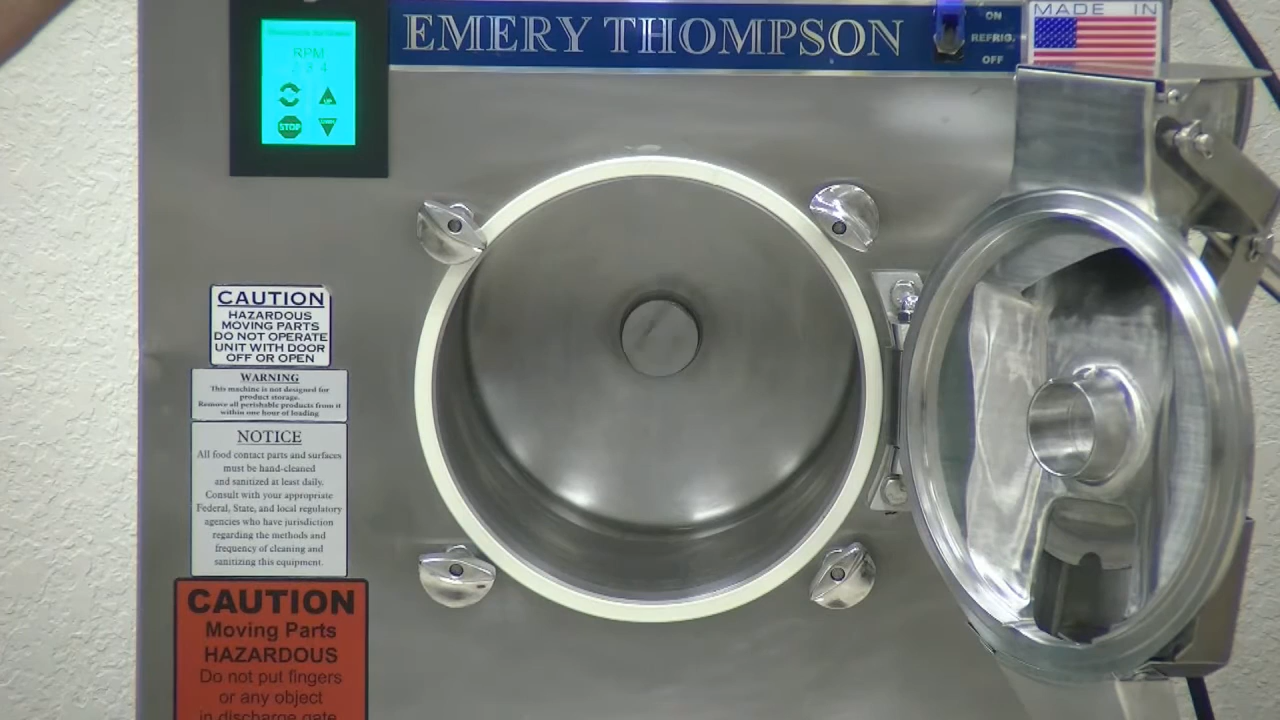 EMERY THOMPSON
ON
REFRIG.
OFF
MADE IN
RPM
UP
STOP
CAUTION
HAZARDOUS
MOVING PARTS
DO NOT OPERATE
UNIT WITH DOOR
OFF OR OPEN
WARNING
This machine is not designed for
product storage.
Remove all perishable products from it
within one hour of loading
NOTICE
All food contact parts and surfaces
must be hand-cleaned
and sanitized at least daily.
Consult with your appropriate
Federal, State, and local regulatory
agencies who have jurisdiction
regarding the methods and
frequency of cleaning and
sanitizing this equipment.
CAUTION
Moving Parts
HAZARDOUS
Do not put fingers
or any object
in discharge gate